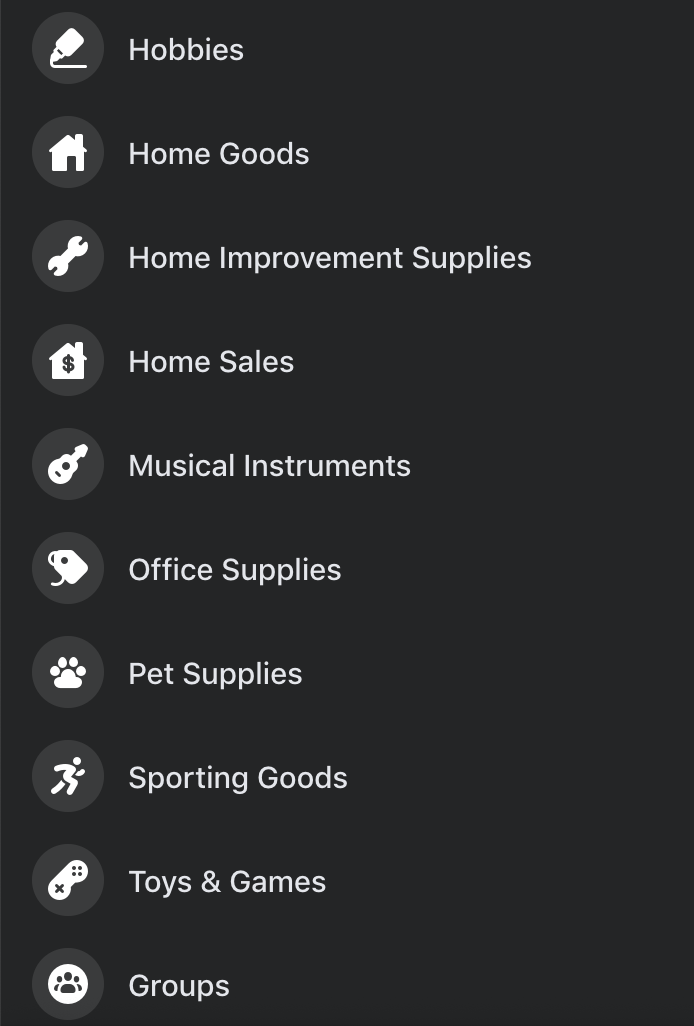 Hobbies
Home Goods
Home Improvement Supplies
Home Sales
Musical Instruments
Office Supplies
Pet Supplies
Sporting Goods
Toys & Games
Groups